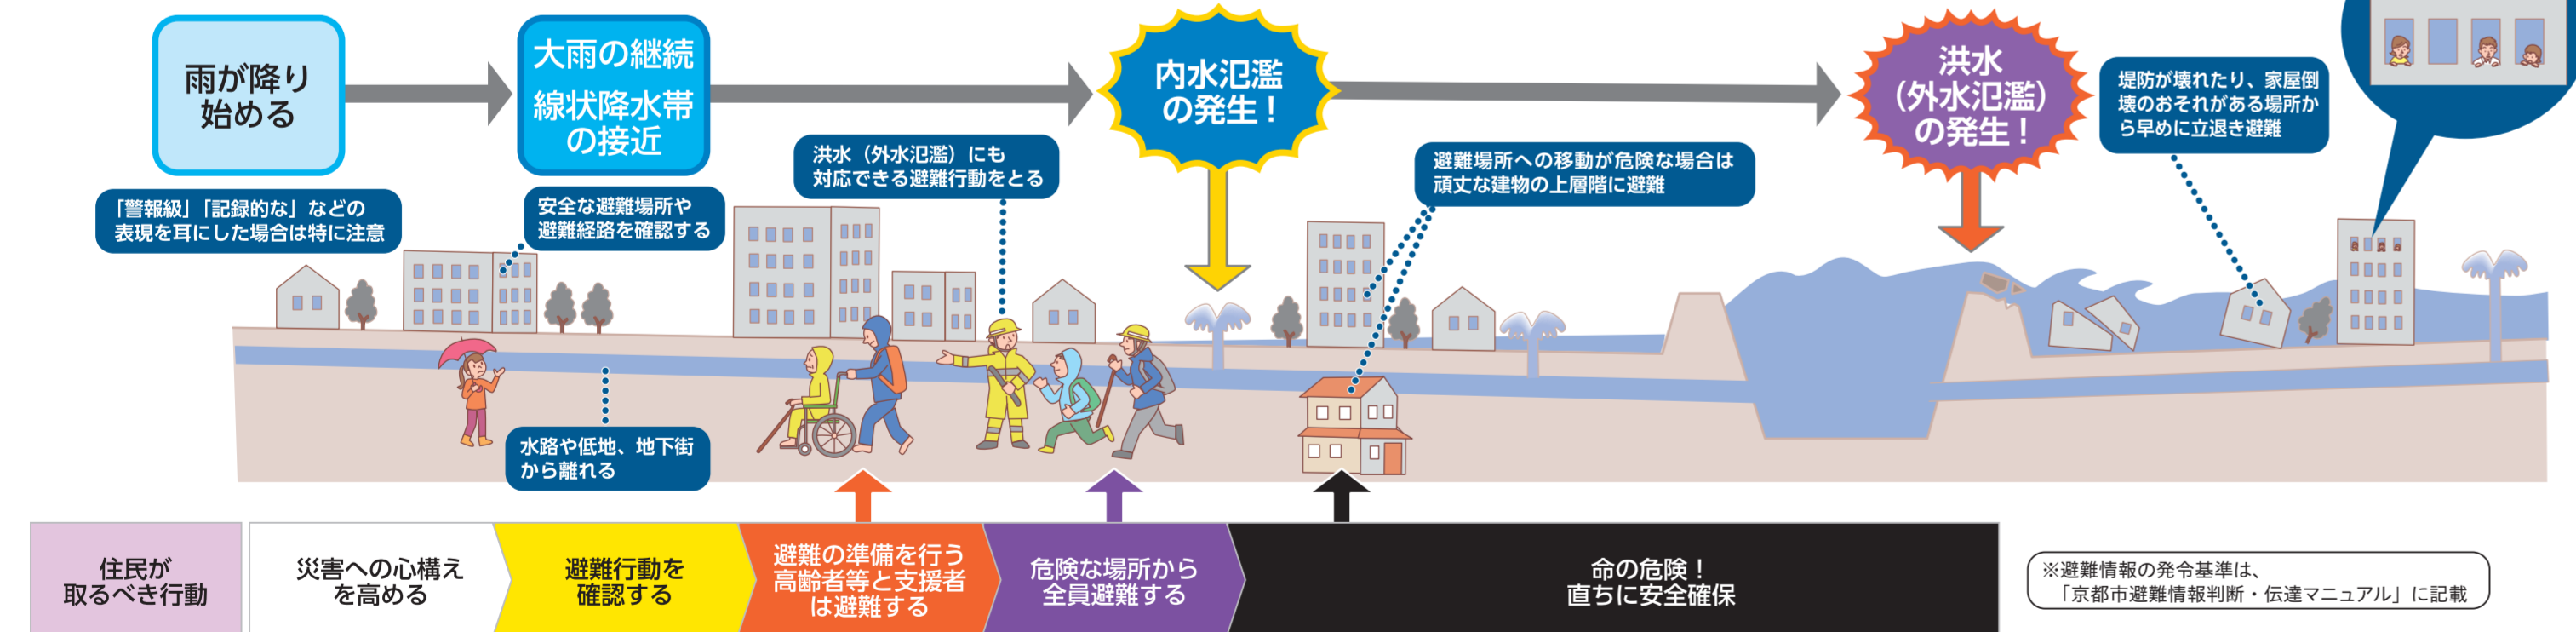 雨が降り
始める
大雨の継続
線状降水帯
の接近
内水氾濫
の発生！
洪水
（外水氾濫）
の発生！
堤防が壊れたり、家屋倒
壊のおそれがある場所か
ら早めに立退き避難
「警報級」「記録的な」などの
表現を耳にした場合は特に注意
安全な避難場所や
避難経路を確認する
洪水（外水氾濫）にも
対応できる避難行動をとる
避難場所への移動が危険な場合は
頑丈な建物の上層階に避難
水路や低地、地下街
から離れる
住民が
取るべき行動
災害への心構え
を高める
避難行動を
確認する
避難の準備を行う
高齢者等と支援者
は避難する
危険な場所から
全員避難する
命の危険！
直ちに安全確保
※避難情報の発令基準は、
「京都市避難情報判断・伝達マニュアル」に記載